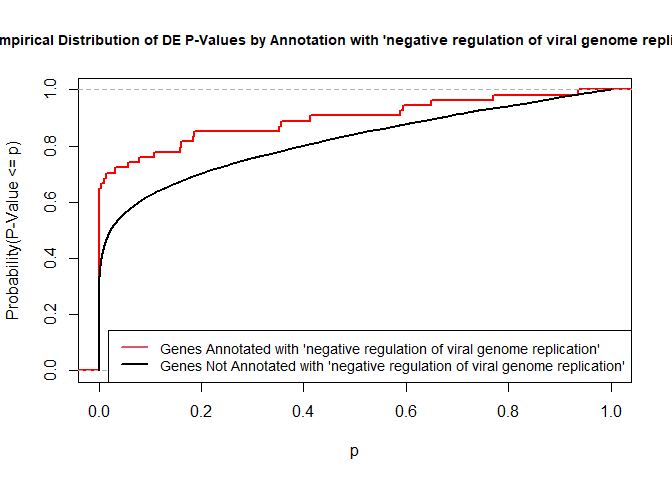 mpirical Distribution of DE P-Values by Annotation with 'negative regulation of viral genome repli
Probability(P-Value <= p)
1.0
0.8
0.6
0.4
0.2
0.0
Genes Annotated with 'negative regulation of viral genome replication'
Genes Not Annotated with 'negative regulation of viral genome replication'
0.0 0.2 0.4 0.6 0.8 1.0
p